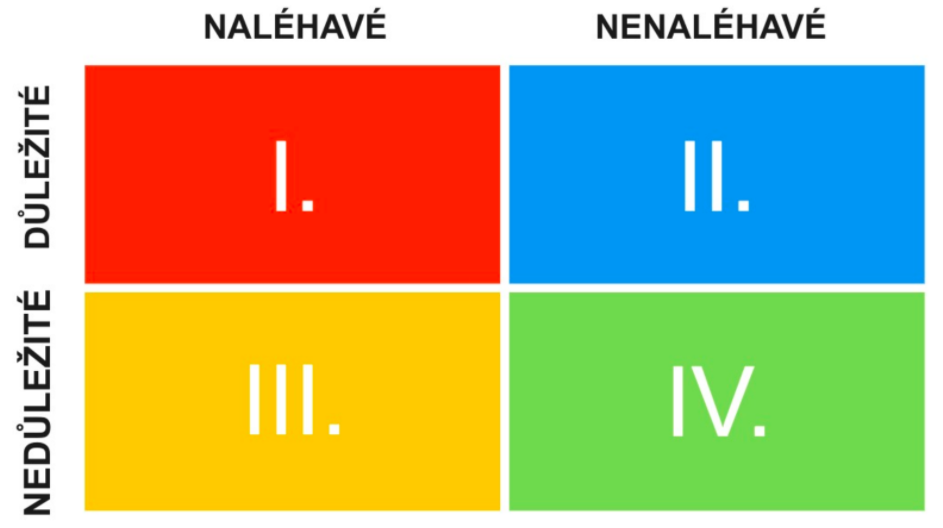 NALÉHAVÉ
NENALÉHAVÉ
DŮLEŽITÉ
I.
II.
NEDŮLEŽITÉ
III.
IV.